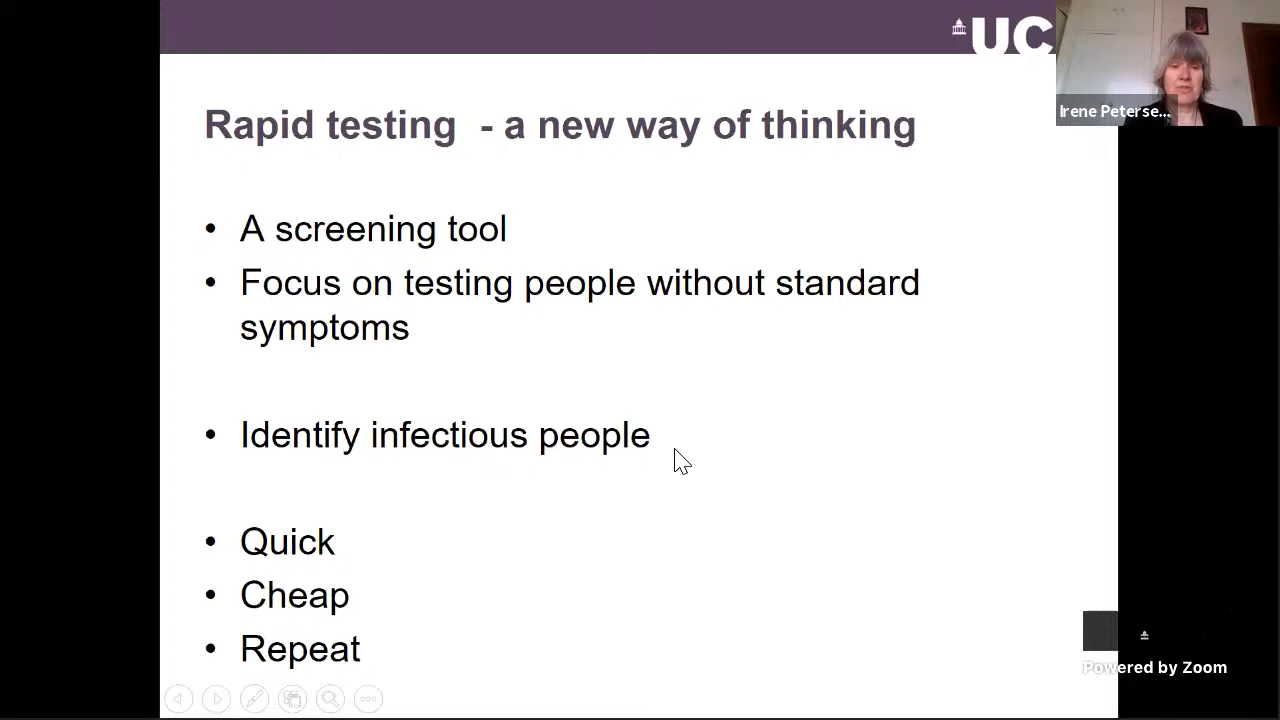 UC
Irene Peterse...
Rapid testing - a new way of thinking
• A screening tool
• Focus on testing people without standard
symptoms
• Identify infectious people
• Quick
• Cheap
• Repeat
Powered by Zoom